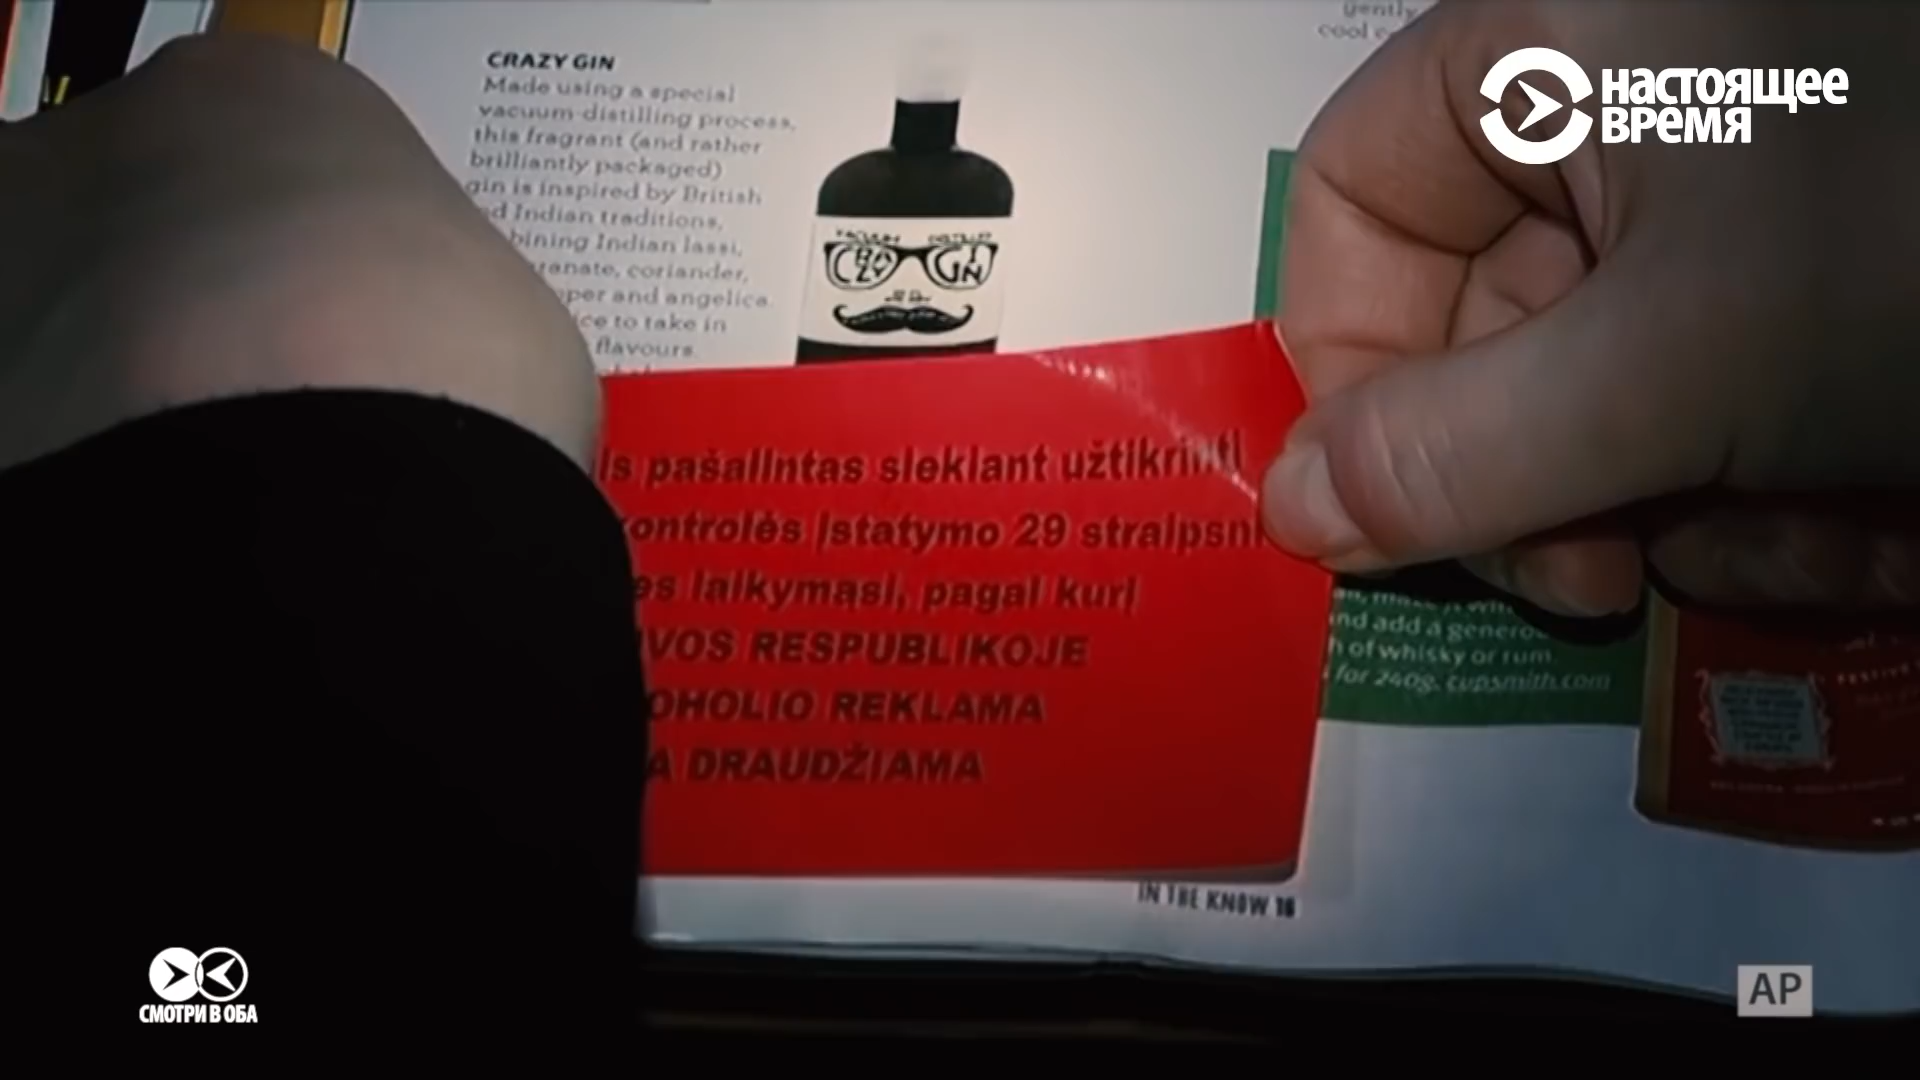 gently
cool
CRAZY GIN
Made using a special
vacuum-distilling process,
this fragrant (and rather
brilliantly packaged)
gin is inspired by British
nd Indian traditions,
bining Indian lassi,
granate, coriander,
per and angelica.
ice to take in
flavours.
CRAZY GIN
НАСТОЯЩЕЕ
ВРЕМЯ
is pašalintas siekiant užtikrinti
kontrolės įstatymo 29 straipsni
es laikymąsi, pagal kurį
VOS RESPUBLIKOJE
OHOLIO REKLAMA
A DRAUDŽIAMA
nd add a genero
h of whisky or rum.
for 240g. cupsmith.com
IN THE KNOW 16
СМОТРИ В ОБА
AP